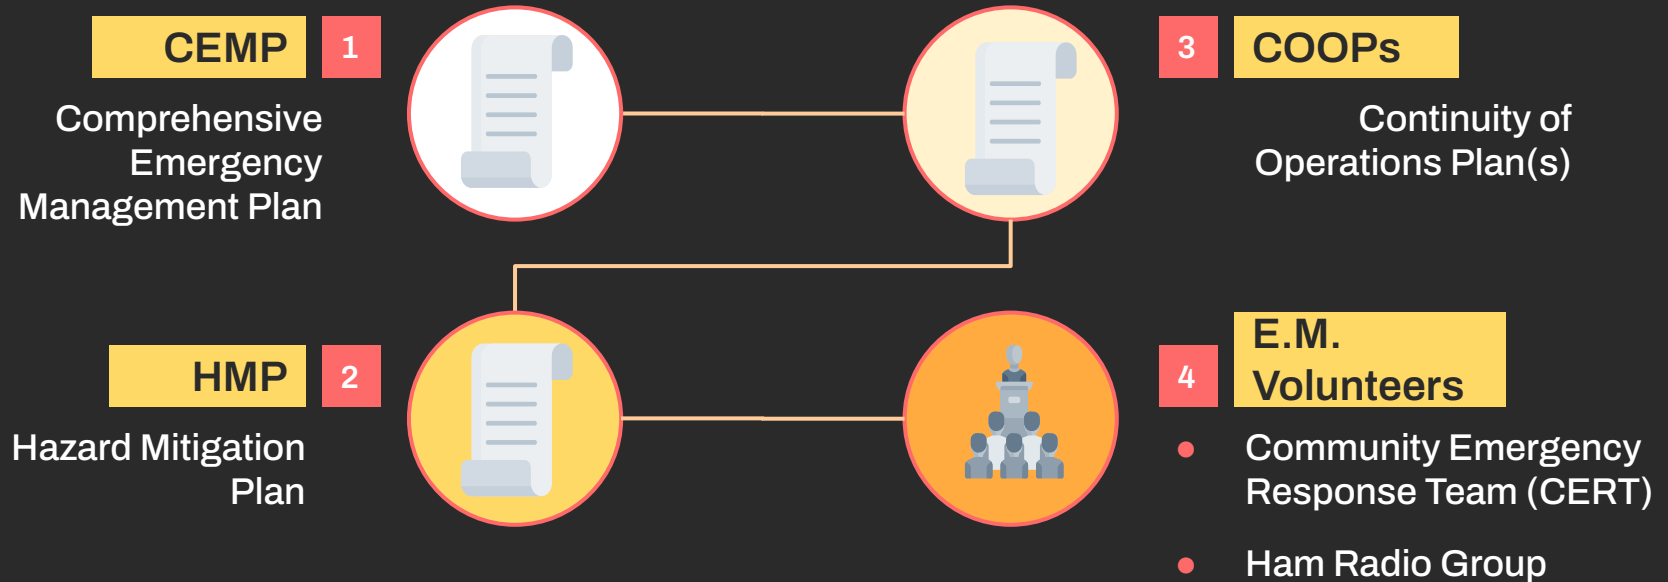 CEMP
1
Comprehensive
Emergency
Management Plan
HMP
2
Hazard Mitigation
Plan
3
COOPs
Continuity of
Operations Plan(s)
4
E.M.
Volunteers
Community Emergency
Response Team (CERT)
Ham Radio Group